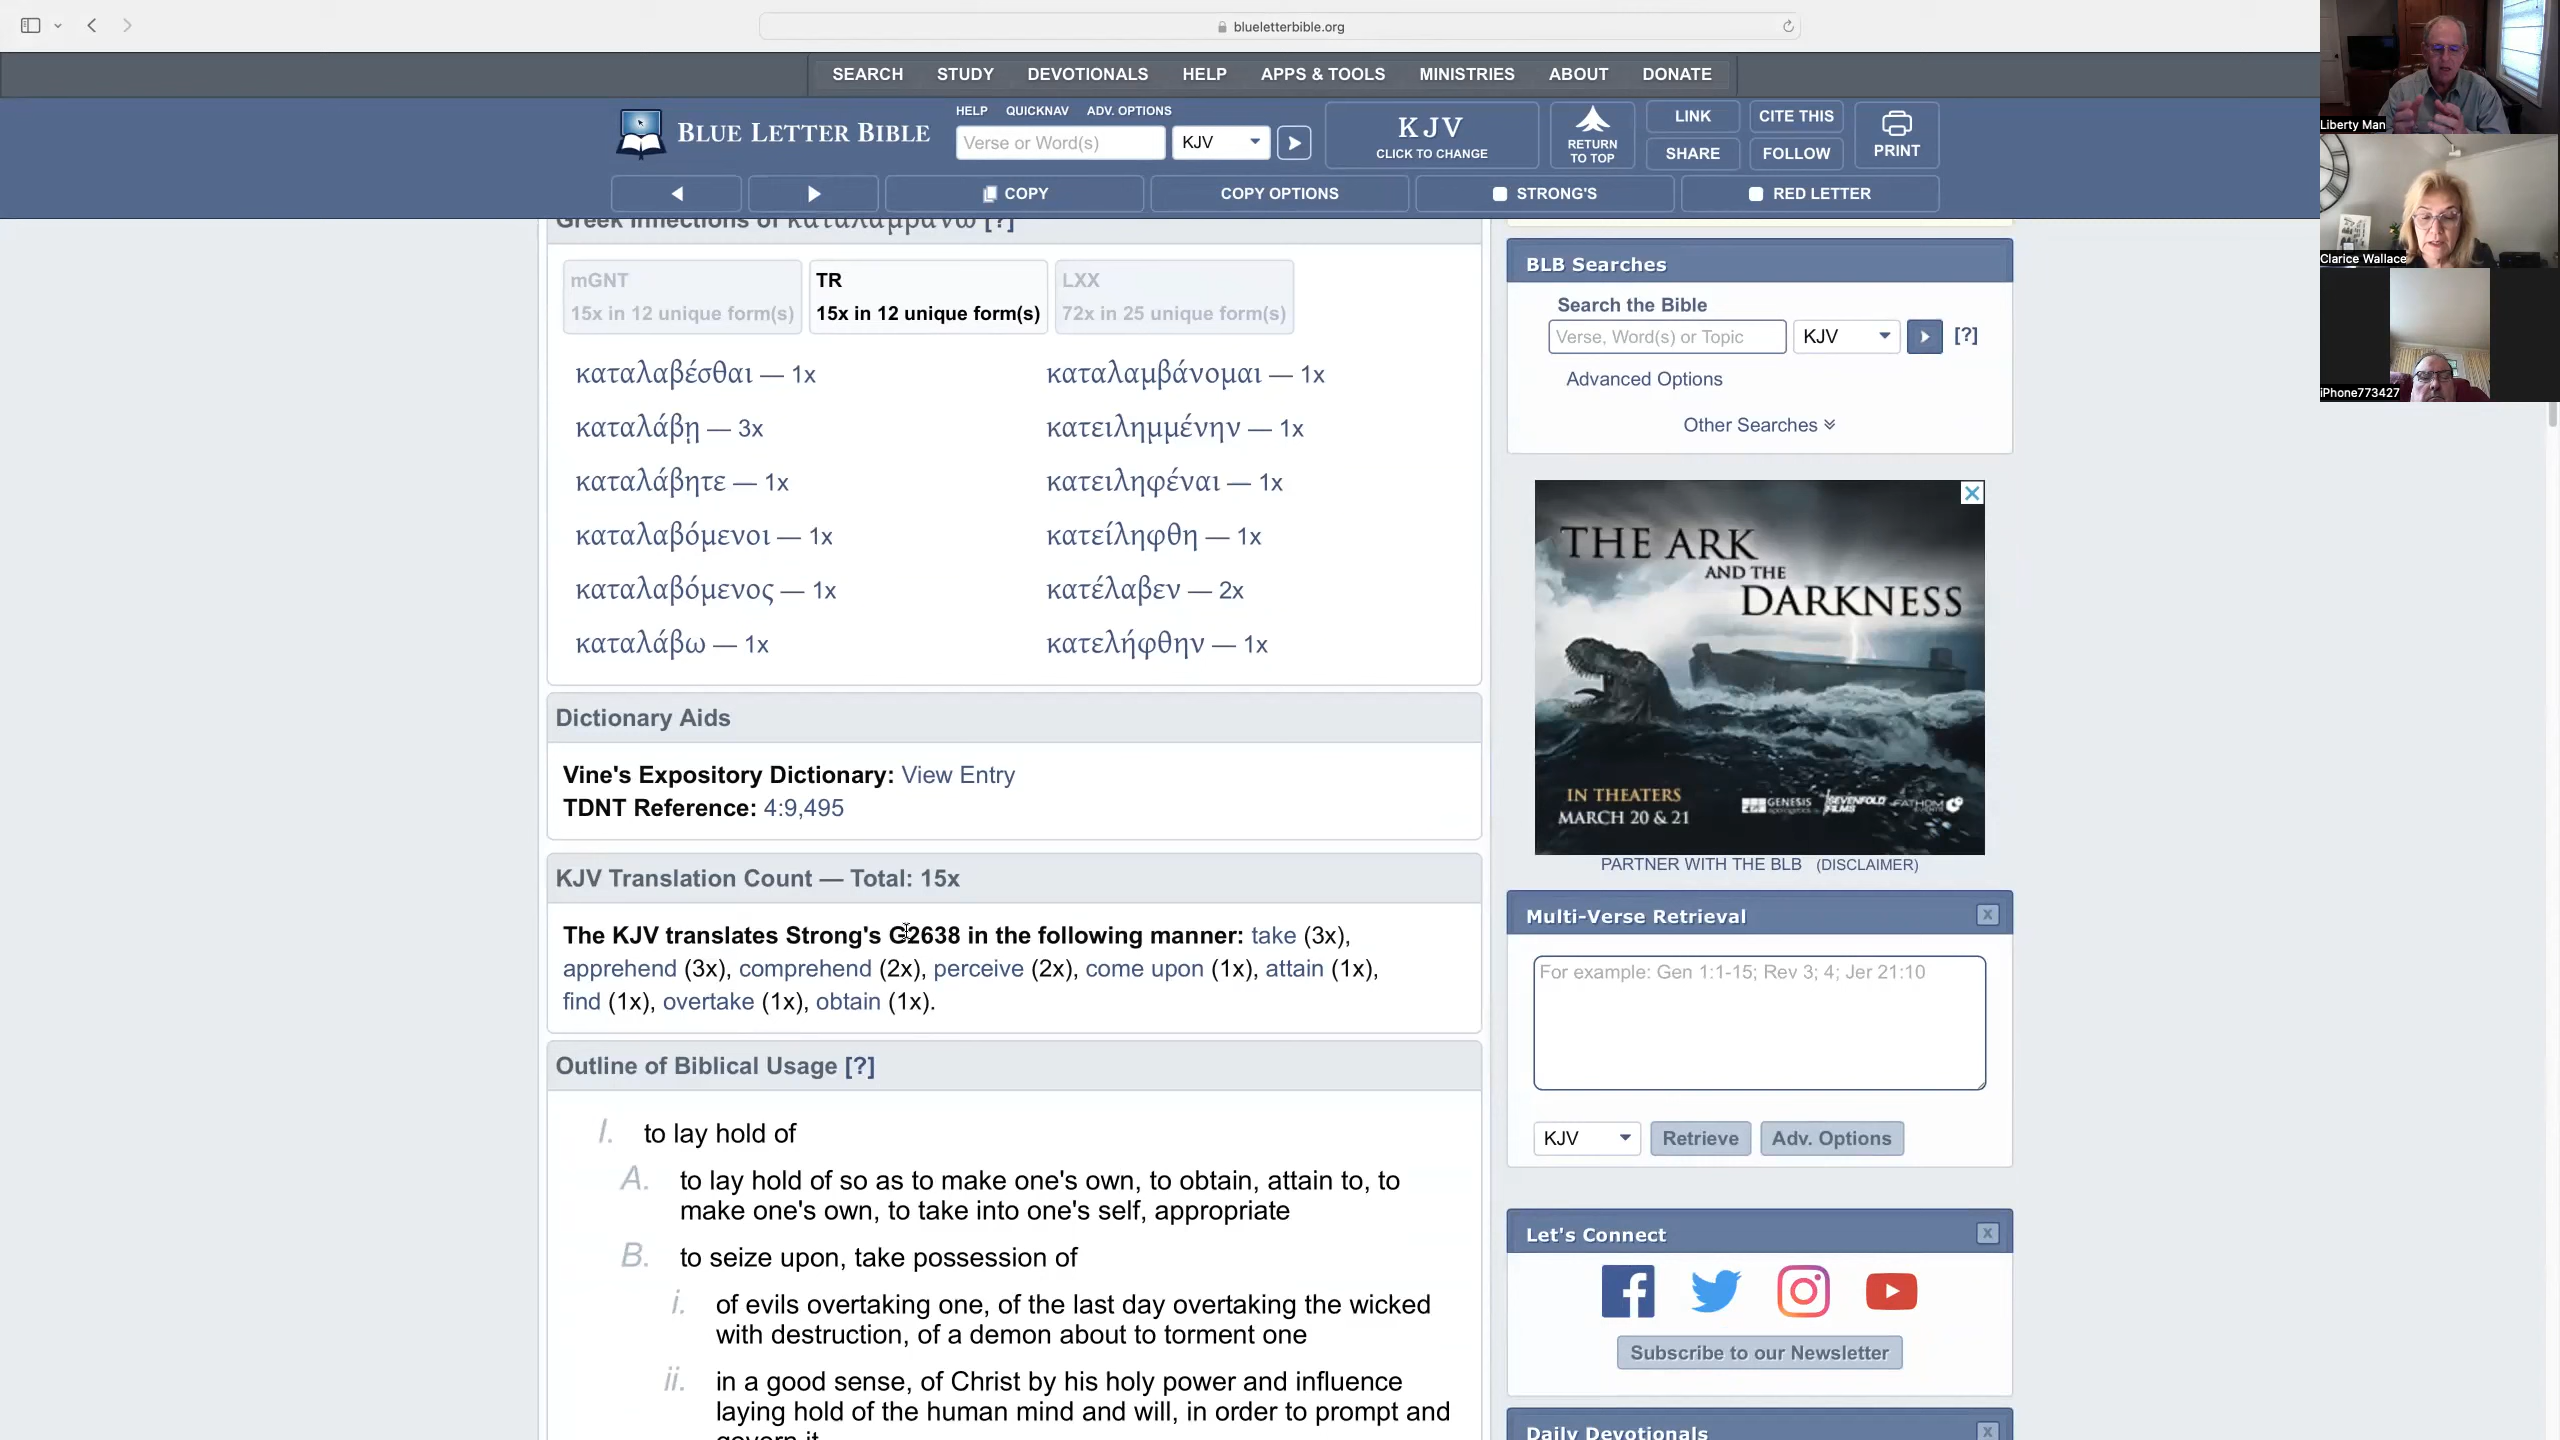 blueletterbible.org
SEARCH STUDY DEVOTIONALS HELP APPS & TOOLS MINISTRIES ABOUT DONATE
BLUE LETTER BIBLE
HELP QUICKNAV ADV. OPTIONS
Verse or Word(s)
KJV
KJV
CLICK TO CHANGE
RETURN
TO TOP
LINK
CITE THIS
SHARE
FOLLOW
PRINT
COPY
COPY OPTIONS
STRONG'S
RED LETTER
Greek Inflections of καταλαμβάνω [?]
mGNT
15x in 12 unique form(s)
TR
15x in 12 unique form(s)
LXX
72x in 25 unique form(s)
καταλαβέσθαι — 1x
καταλάβῃ — 3x
καταλάβητε — 1x
καταλαβόμενοι — 1x
καταλαβόμενος — 1x
καταλάβω — 1x
καταλαμβάνομαι — 1x
κατειλημμένην — 1x
κατειληφέναι — 1x
κατείληφθη — 1x
κατέλαβεν — 2x
κατελήφθην — 1x
Dictionary Aids
Vine's Expository Dictionary: View Entry
TDNT Reference: 4:9,495
KJV Translation Count — Total: 15x
The KJV translates Strong's G2638 in the following manner: take (3x),
apprehend (3x), comprehend (2x), perceive (2x), come upon (1x), attain (1x),
find (1x), overtake (1x), obtain (1x).
Outline of Biblical Usage [?]
I. to lay hold of
A. to lay hold of so as to make one's own, to obtain, attain to, to
make one's own, to take into one's self, appropriate
B. to seize upon, take possession of
i. of evils overtaking one, of the last day overtaking the wicked
with destruction, of a demon about to torment one
ii. in a good sense, of Christ by his holy power and influence
laying hold of the human mind and will, in order to prompt and
govern it
BLB Searches
Search the Bible
Verse, Word(s) or Topic
KJV
[?]
Advanced Options
Other Searches
THE ARK
AND THE
DARKNESS
IN THEATERS
MARCH 20 & 21
GENESIS
SEVENFOLD
FILMS
FATHOM
PARTNER WITH THE BLB (DISCLAIMER)
Multi-Verse Retrieval
X
For example: Gen 1:1-15; Rev 3; 4; Jer 21:10
KJV
Retrieve
Adv. Options
Let's Connect
X
Subscribe to our Newsletter
Daily Devotionals
X
Liberty Man
Clarice Wallace
iPhone773427